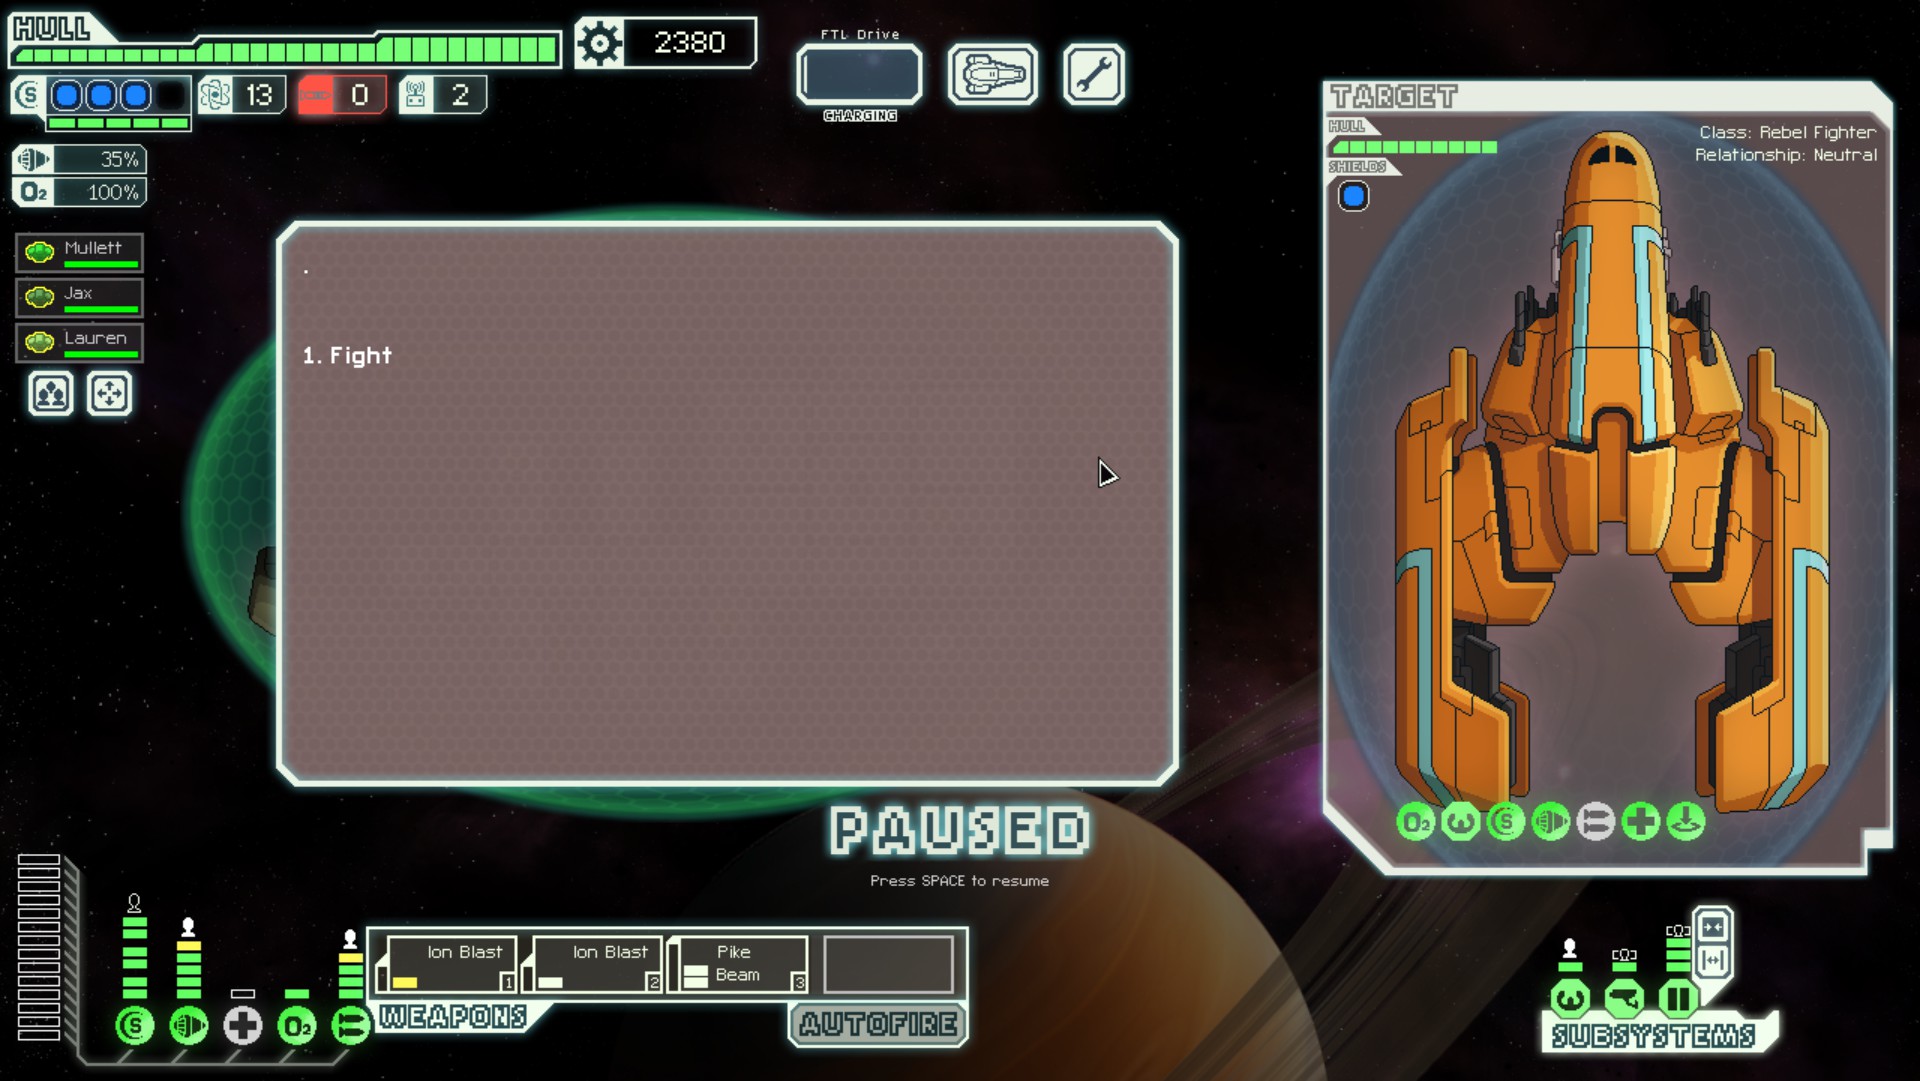 HULL
2380
FTL Drive
CHARGING
S
13
0
2
35%
O2
100%
Mullett
Jax
Lauren
.
1. Fight
TARGET
HULL
Class: Rebel Fighter
Relationship: Neutral
SHIELDS
O2
S
PAUSED
Press SPACE to resume
Ion Blast
1
Ion Blast
2
Pike
Beam
3
S
O2
WEAPONS
AUTOFIRE
SUBSYSTEMS